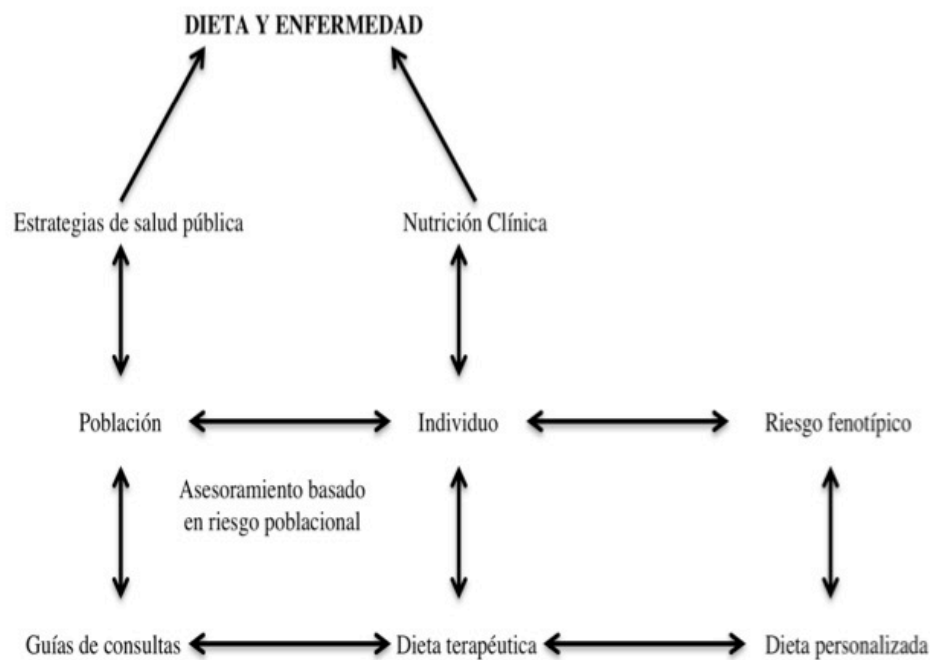 DIETA Y ENFERMEDAD
Estrategias de salud pública
Nutrición Clínica
Población
Individuo
Riesgo fenotípico
Asesoramiento basado
en riesgo poblacional
Guías de consultas
Dieta terapéutica
Dieta personalizada